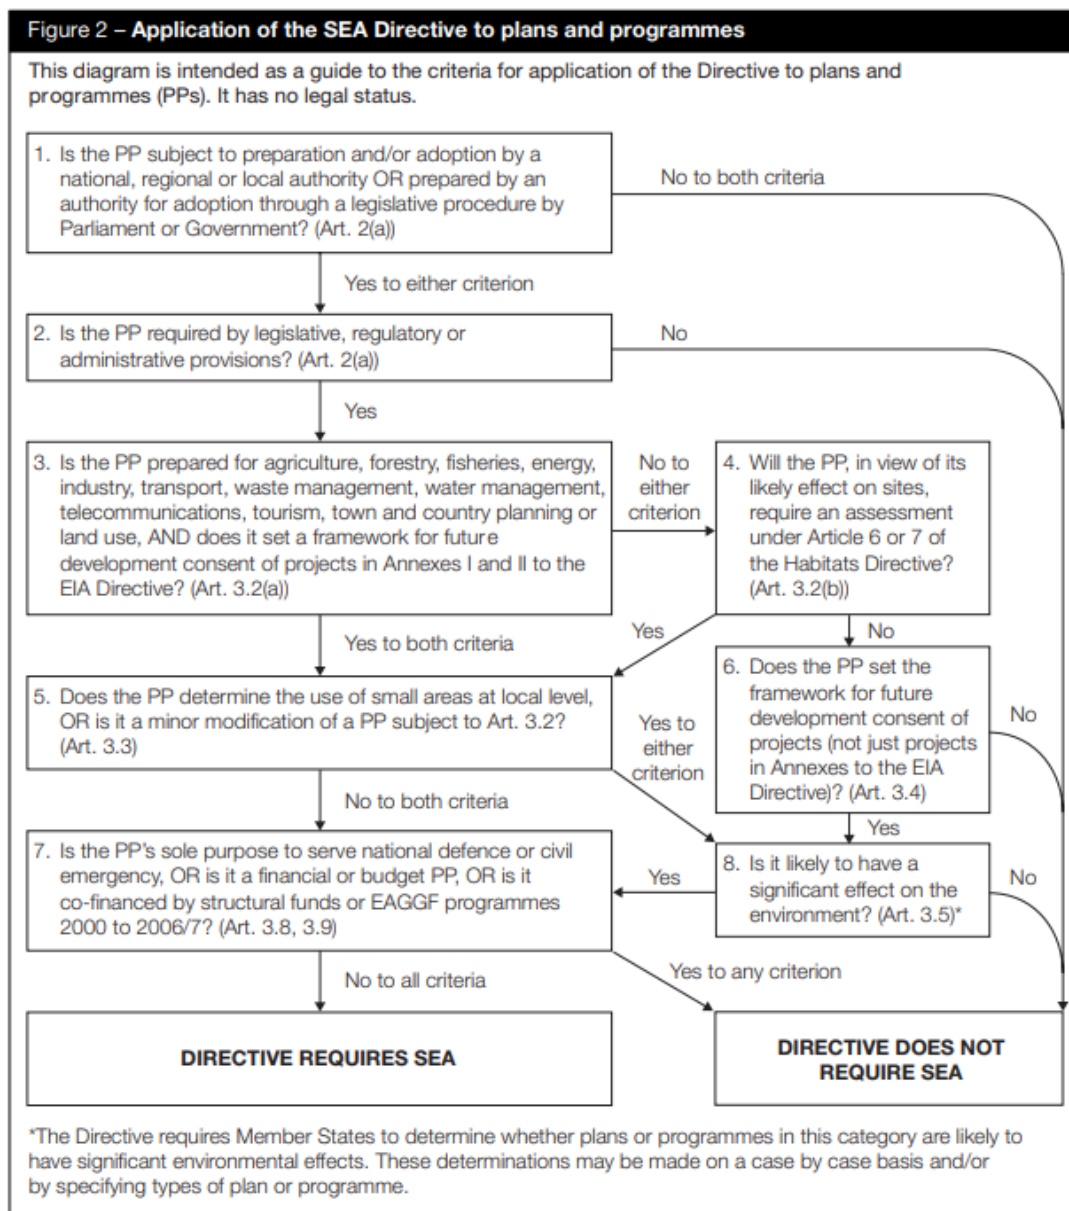 Figure 2 – Application of the SEA Directive to plans and programmes
This diagram is intended as a guide to the criteria for application of the Directive to plans and
programmes (PPs). It has no legal status.
1. Is the PP subject to preparation and/or adoption by a
national, regional or local authority OR prepared by an
authority for adoption through a legislative procedure by
Parliament or Government? (Art. 2(a))
No to both criteria
Yes to either criterion
2. Is the PP required by legislative, regulatory or
administrative provisions? (Art. 2(a))
No
Yes
3. Is the PP prepared for agriculture, forestry, fisheries, energy,
industry, transport, waste management, water management,
telecommunications, tourism, town and country planning or
land use, AND does it set a framework for future
development consent of projects in Annexes I and II to the
EIA Directive? (Art. 3.2(a))
No to
either
criterion
4. Will the PP, in view of its
likely effect on sites,
require an assessment
under Article 6 or 7 of
the Habitats Directive?
(Art. 3.2(b))
Yes to both criteria
Yes
No
5. Does the PP determine the use of small areas at local level,
OR is it a minor modification of a PP subject to Art. 3.2?
(Art. 3.3)
Yes to
either
criterion
6. Does the PP set the
framework for future
development consent of
projects (not just projects
in Annexes to the EIA
Directive)? (Art. 3.4)
No
No to both criteria
Yes
7. Is the PP's sole purpose to serve national defence or civil
emergency, OR is it a financial or budget PP, OR is it
co-financed by structural funds or EAGGF programmes
2000 to 2006/7? (Art. 3.8, 3.9)
Yes
8. Is it likely to have a
significant effect on the
environment? (Art. 3.5)*
No
No to all criteria
Yes to any criterion
DIRECTIVE REQUIRES SEA
DIRECTIVE DOES NOT
REQUIRE SEA
*The Directive requires Member States to determine whether plans or programmes in this category are likely to
have significant environmental effects. These determinations may be made on a case by case basis and/or
by specifying types of plan or programme.